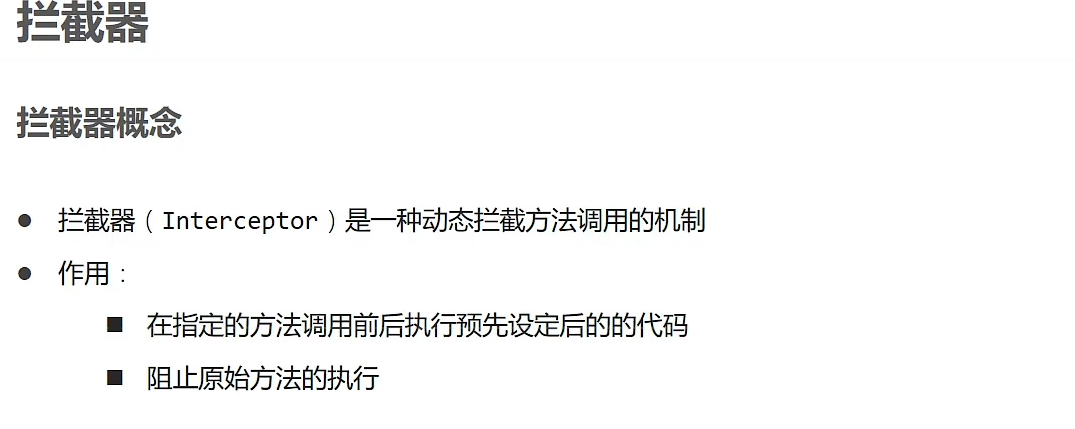 拦截器
拦截器概念
● 拦截器（Interceptor）是一种动态拦截方法调用的机制
● 作用：
■ 在指定的方法调用前后执行预先设定后的的代码
■ 阻止原始方法的执行